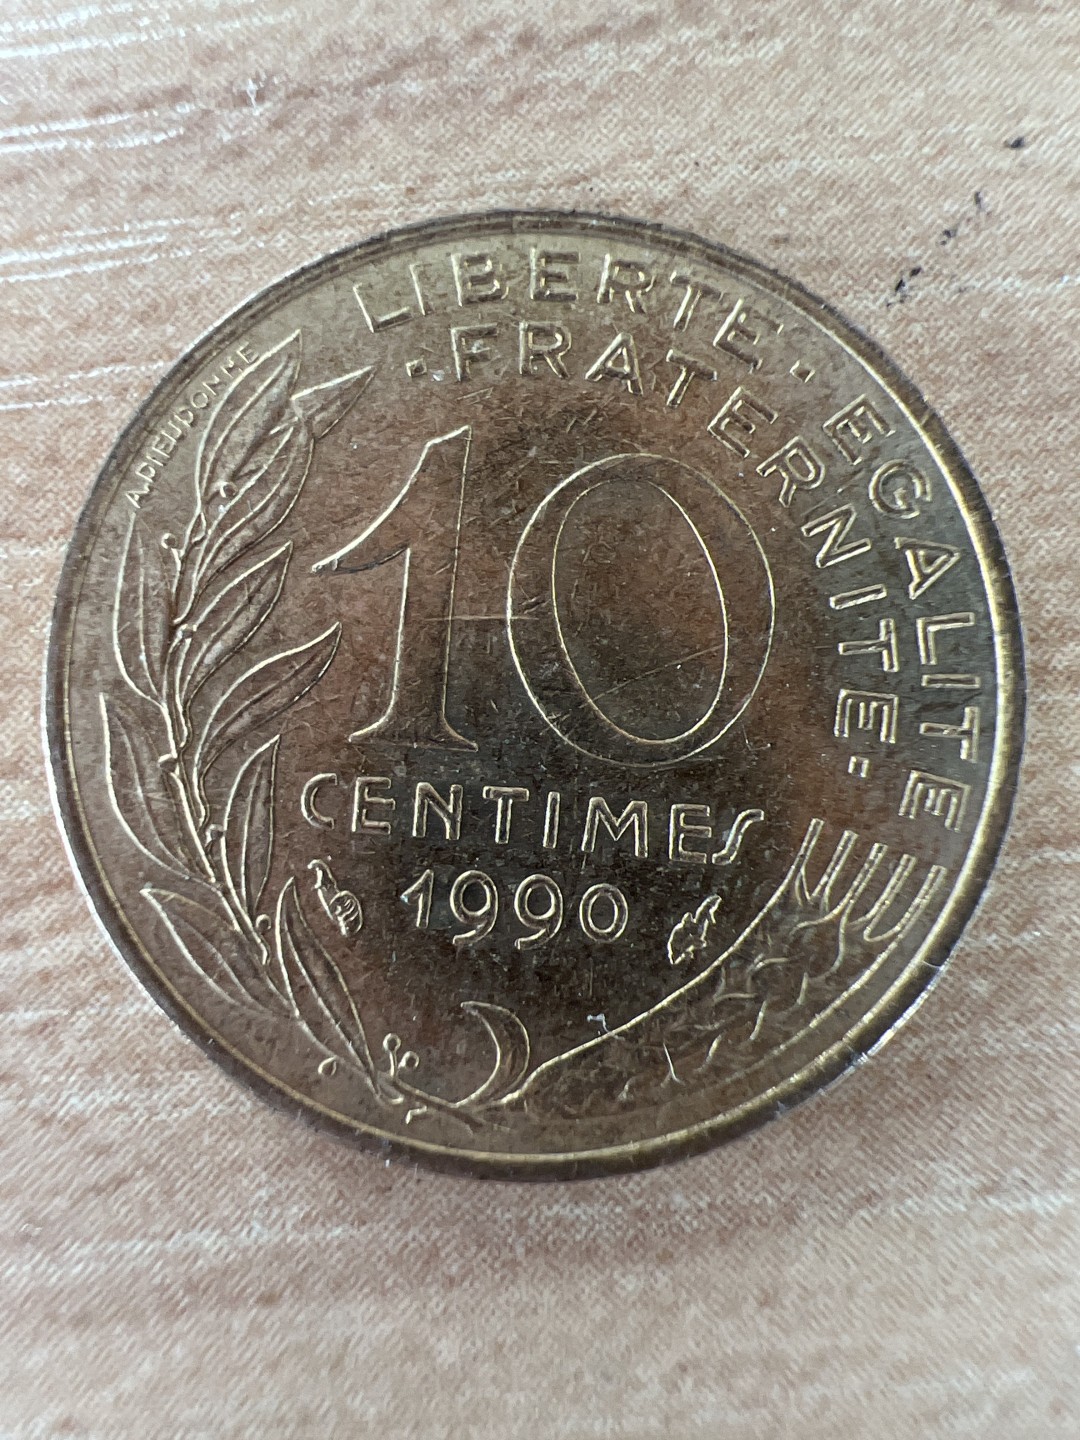 LIBERTE · EGALITE
· FRATERNITE ·
A.DIEUDONNE
10
CENTIMES
1990